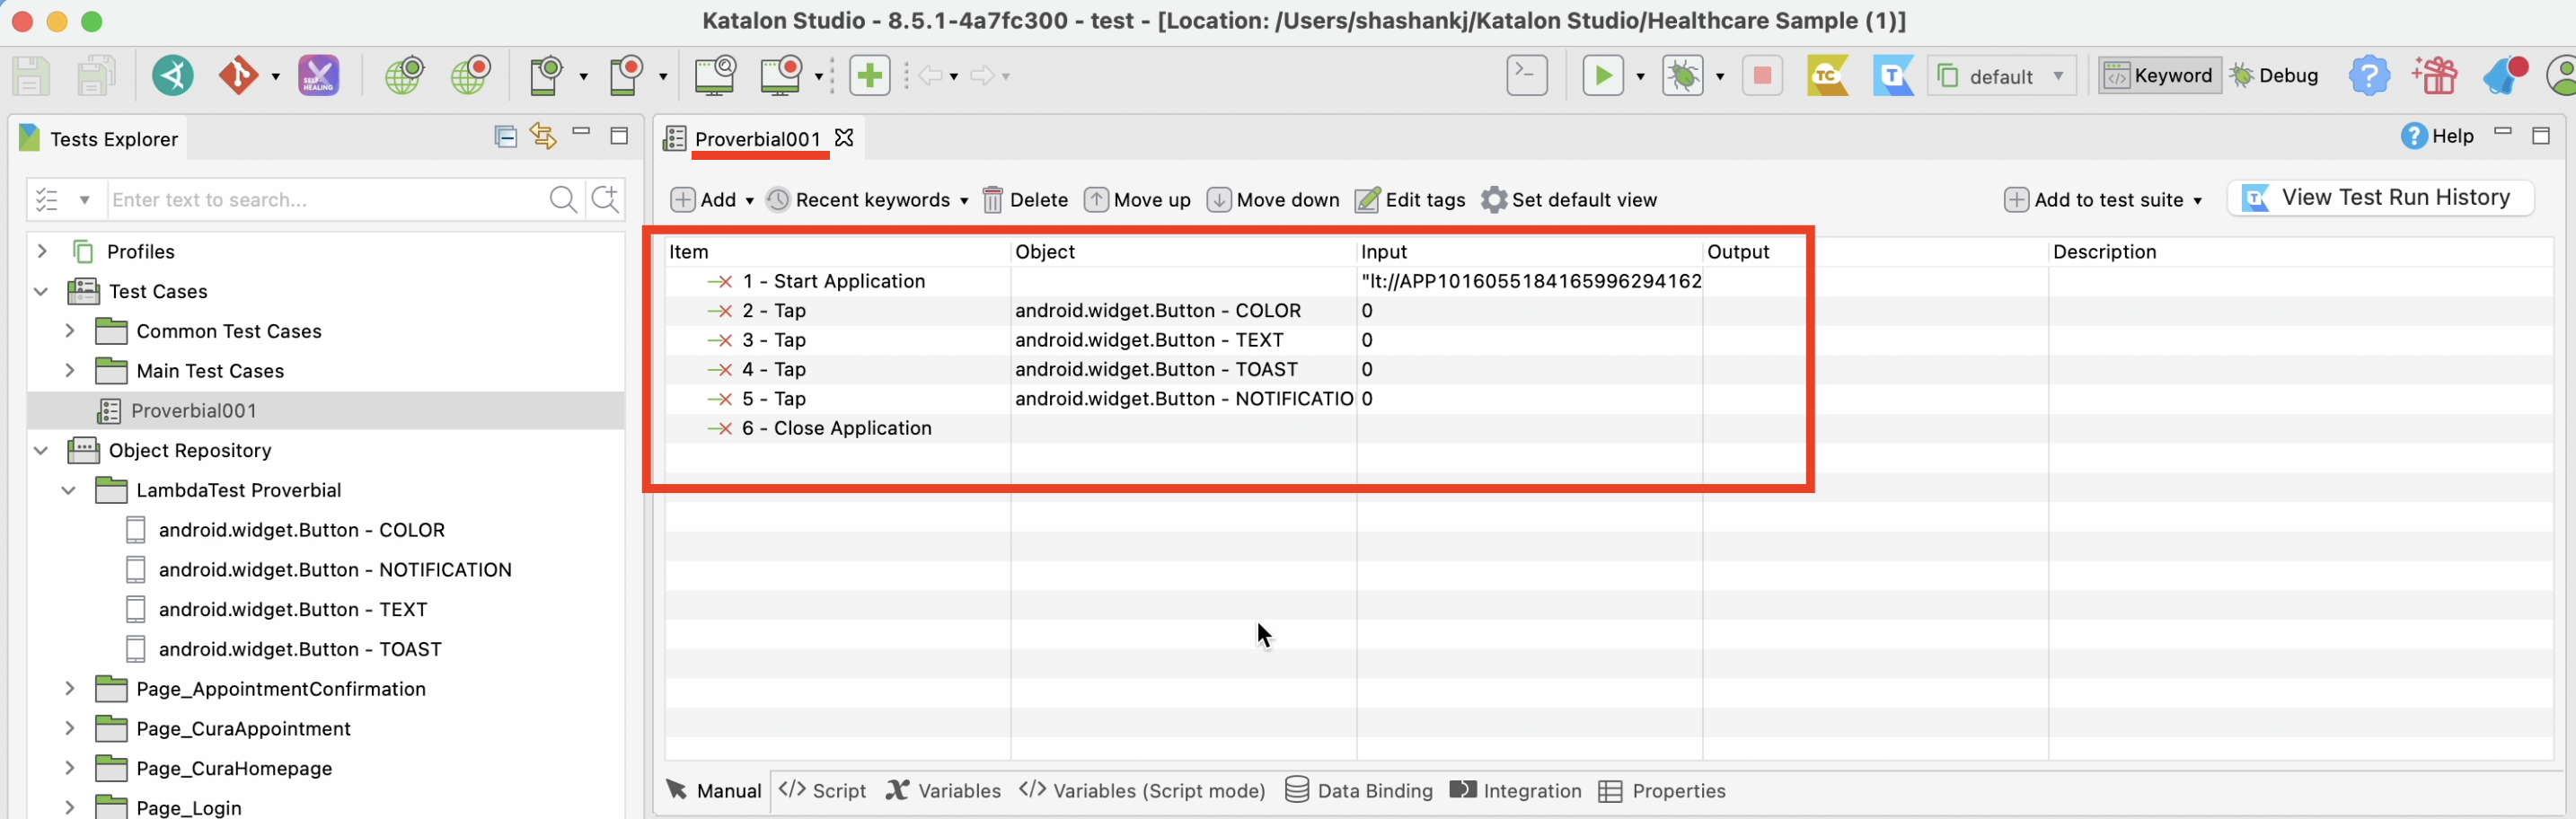 Katalon Studio - 8.5.1-4a7fc300 - test - [Location: /Users/shashankj/Katalon Studio/Healthcare Sample (1)]
SELF HEALING
TC
T
default
Keyword
Debug
Tests Explorer
Proverbial001
Help
Enter text to search...
Add
Recent keywords
Delete
Move up
Move down
Edit tags
Set default view
Add to test suite
View Test Run History
Item Object Input Output Description
1 - Start Application "lt://APP1016055184165996294162
2 - Tap android.widget.Button - COLOR 0
3 - Tap android.widget.Button - TEXT 0
4 - Tap android.widget.Button - TOAST 0
5 - Tap android.widget.Button - NOTIFICATIO 0
6 - Close Application
Profiles
Test Cases
Common Test Cases
Main Test Cases
Proverbial001
Object Repository
LambdaTest Proverbial
android.widget.Button - COLOR
android.widget.Button - NOTIFICATION
android.widget.Button - TEXT
android.widget.Button - TOAST
Page_AppointmentConfirmation
Page_CuraAppointment
Page_CuraHomepage
Page_Login
Manual
Script
Variables
Variables (Script mode)
Data Binding
Integration
Properties